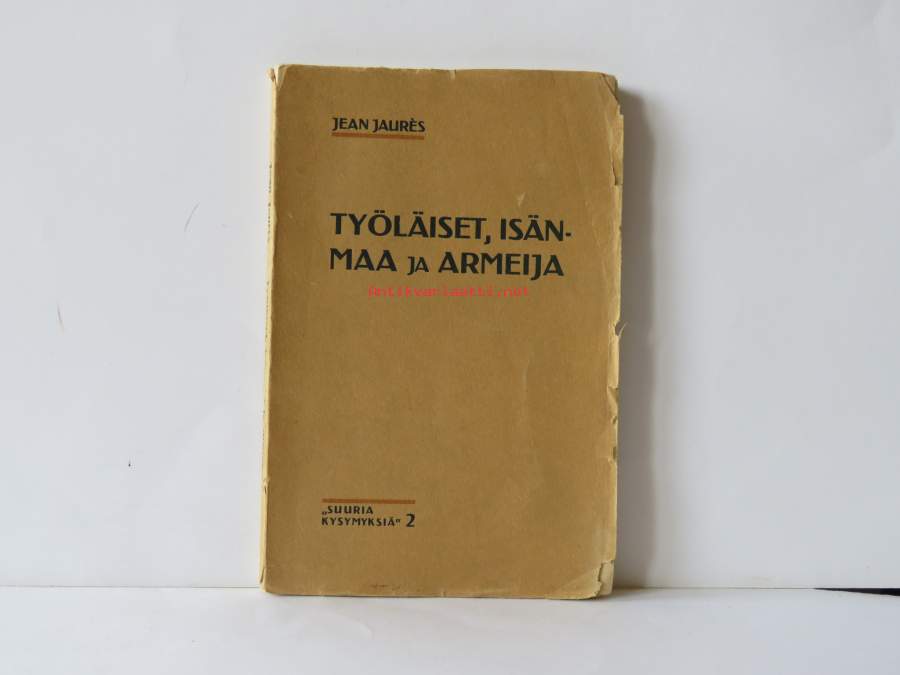 JEAN JAURÈS
TYÖLÄISET, ISÄN-
MAA JA ARMEIJA
Antikvariaatti.net
„SUURIA
KYSYMYKSIÄ“ 2